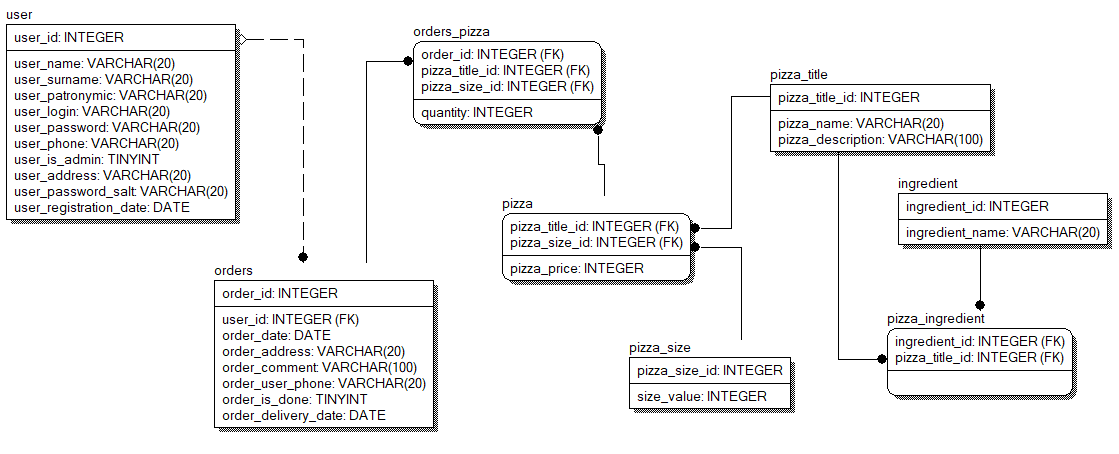 user
user_id: INTEGER
user_name: VARCHAR(20)
user_surname: VARCHAR(20)
user_patronymic: VARCHAR(20)
user_login: VARCHAR(20)
user_password: VARCHAR(20)
user_phone: VARCHAR(20)
user_is_admin: TINYINT
user_address: VARCHAR(20)
user_password_salt: VARCHAR(20)
user_registration_date: DATE
orders
order_id: INTEGER
user_id: INTEGER (FK)
order_date: DATE
order_address: VARCHAR(20)
order_comment: VARCHAR(100)
order_user_phone: VARCHAR(20)
order_is_done: TINYINT
order_delivery_date: DATE
orders_pizza
order_id: INTEGER (FK)
pizza_title_id: INTEGER (FK)
pizza_size_id: INTEGER (FK)
quantity: INTEGER
pizza
pizza_title_id: INTEGER (FK)
pizza_size_id: INTEGER (FK)
pizza_price: INTEGER
pizza_size
pizza_size_id: INTEGER
size_value: INTEGER
pizza_title
pizza_title_id: INTEGER
pizza_name: VARCHAR(20)
pizza_description: VARCHAR(100)
ingredient
ingredient_id: INTEGER
ingredient_name: VARCHAR(20)
pizza_ingredient
ingredient_id: INTEGER (FK)
pizza_title_id: INTEGER (FK)